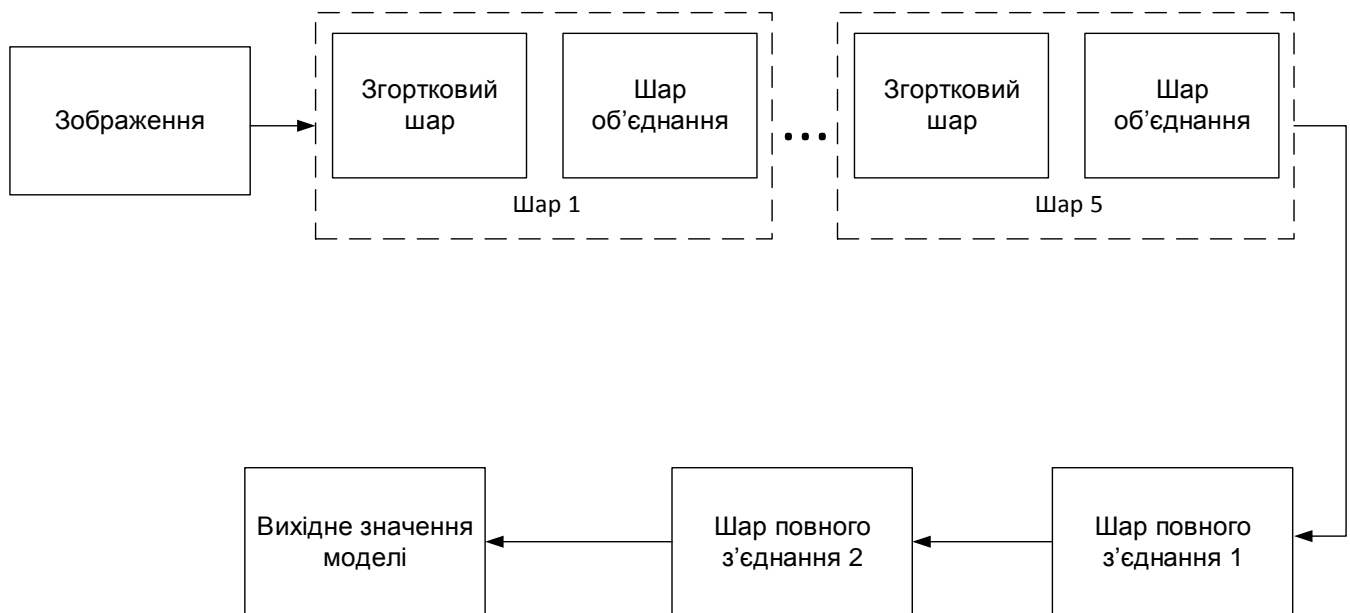 Зображення
Згортковий
шар
Шар
об’єднання
Шар 1
...
Згортковий
шар
Шар
об’єднання
Шар 5
Шар повного
з’єднання 1
Шар повного
з’єднання 2
Вихідне значення
моделі